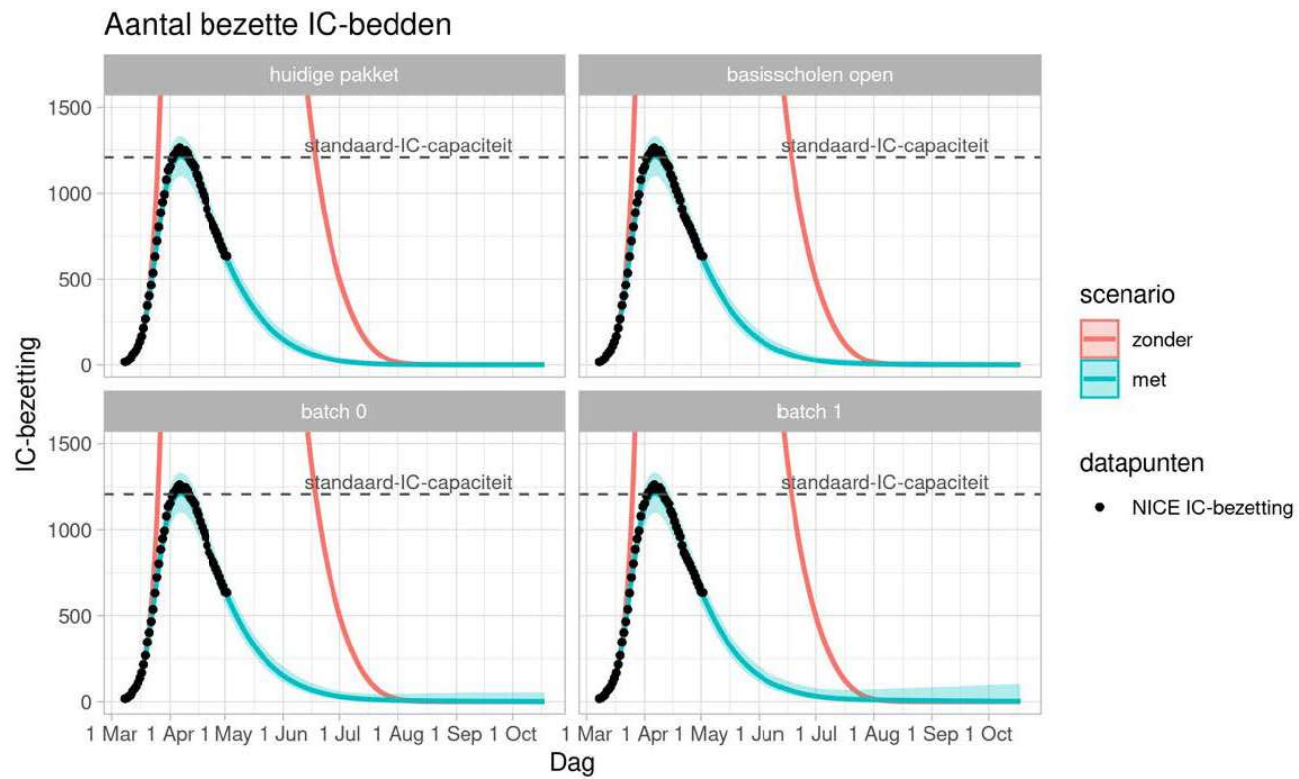 Aantal bezette IC-bedden
huidige pakket
basisscholen open
1500
standaard-IC-capaciteit
standaard-IC-capaciteit
1000
500
0
batch 0
batch 1
1500
standaard-IC-capaciteit
standaard-IC-capaciteit
1000
500
0
1 Mar 1 Apr 1 May 1 Jun 1 Jul 1 Aug 1 Sep 1 Oct
1 Mar 1 Apr 1 May 1 Jun 1 Jul 1 Aug 1 Sep 1 Oct
Dag
IC-bezetting
scenario
zonder
met
datapunten
NICE IC-bezetting